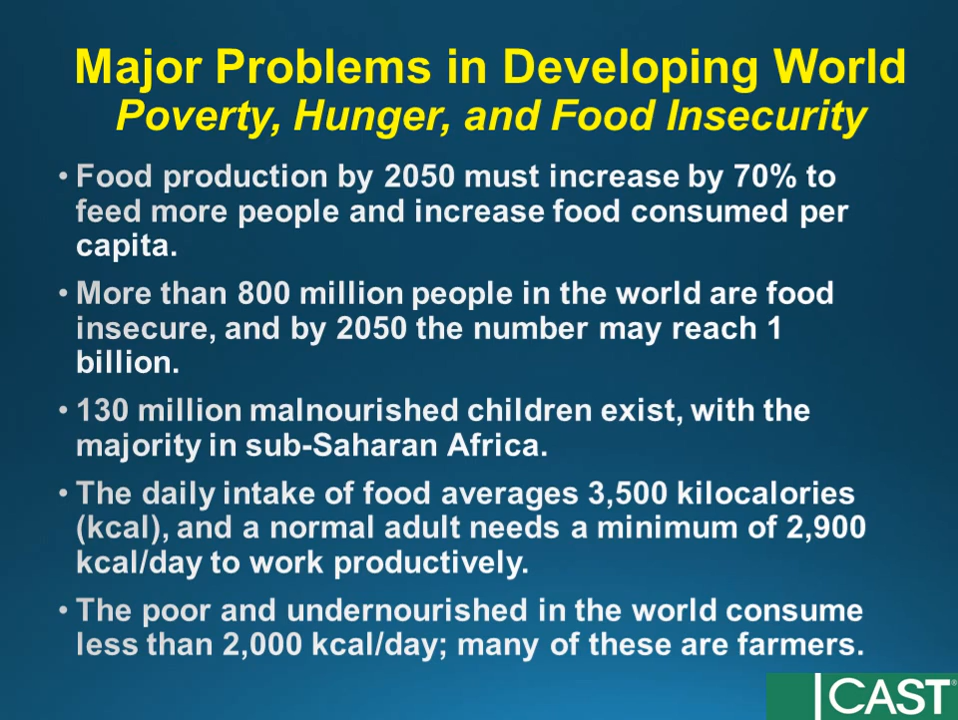 Major Problems in Developing World
Poverty, Hunger, and Food Insecurity
• Food production by 2050 must increase by 70% to
feed more people and increase food consumed per
capita.
• More than 800 million people in the world are food
insecure, and by 2050 the number may reach 1
billion.
• 130 million malnourished children exist, with the
majority in sub-Saharan Africa.
• The daily intake of food averages 3,500 kilocalories
(kcal), and a normal adult needs a minimum of 2,900
kcal/day to work productively.
• The poor and undernourished in the world consume
less than 2,000 kcal/day; many of these are farmers.
CAST®